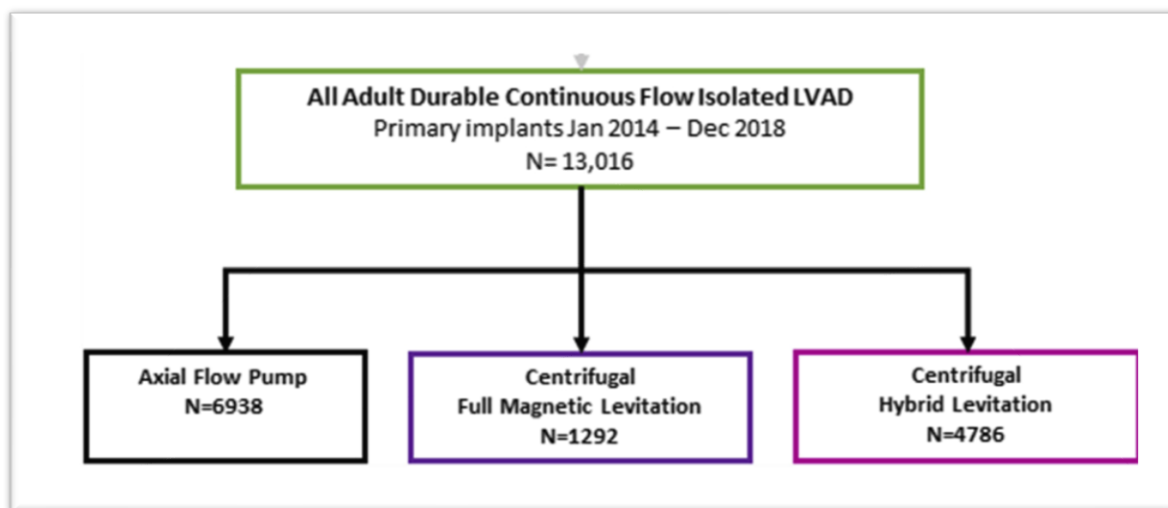 All Adult Durable Continuous Flow Isolated LVAD
Primary implants Jan 2014 – Dec 2018
N= 13,016
Axial Flow Pump
N=6938
Centrifugal
Full Magnetic Levitation
N=1292
Centrifugal
Hybrid Levitation
N=4786